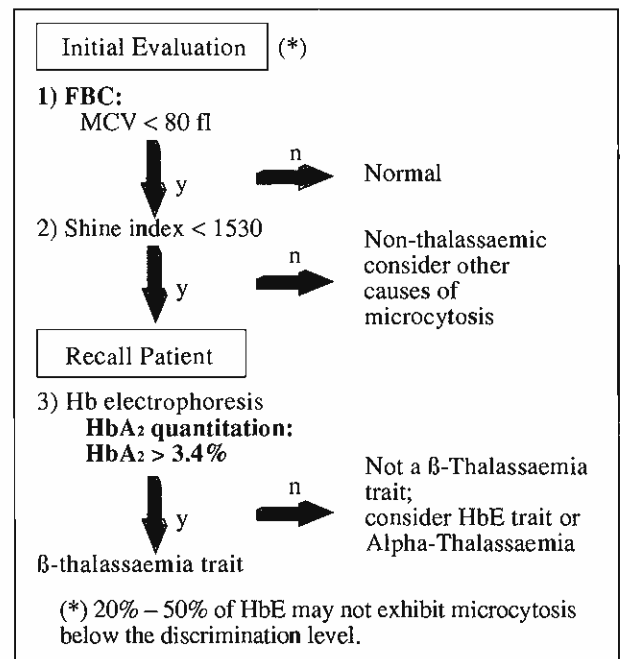 Initial Evaluation (*)
1) FBC:
MCV < 80 fl
n
Normal
y
2) Shine index < 1530
Non-thalassaemic
consider other
causes of
microcytosis
n
y
Recall Patient
3) Hb electrophoresis
HbA2 quantitation:
HbA2 > 3.4%
Not a ß-Thalassaemia
trait;
consider HbE trait or
Alpha-Thalassaemia
n
y
ß-thalassaemia trait
(*) 20% – 50% of HbE may not exhibit microcytosis
below the discrimination level.